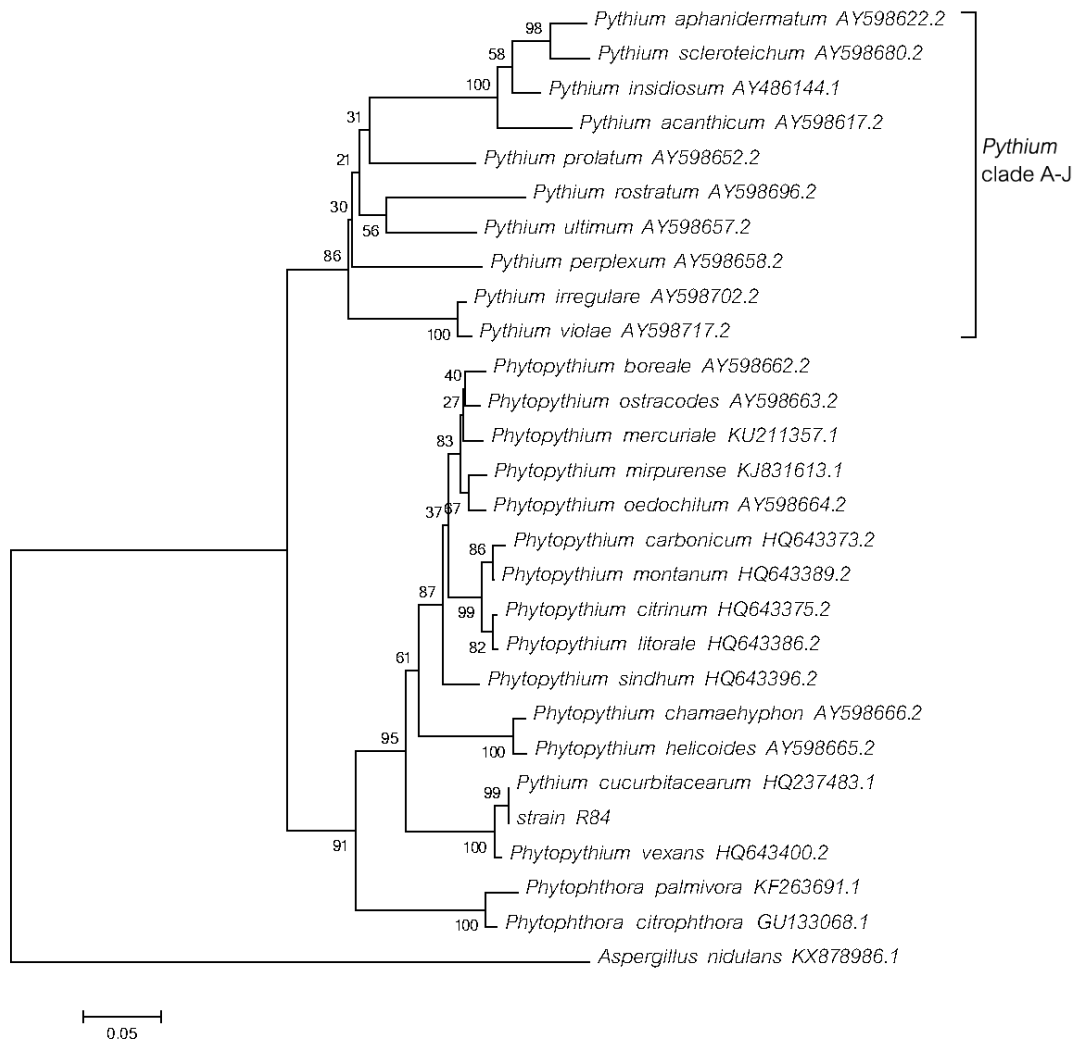 Pythium aphanidermatum AY598622.2
98
Pythium scleroteichum AY598680.2
58
Pythium insidiosum AY486144.1
100
Pythium acanthicum AY598617.2
31
Pythium prolatum AY598652.2
21
Pythium rostratum AY598696.2
30
56
Pythium ultimum AY598657.2
86
Pythium perplexum AY598658.2
Pythium irregulare AY598702.2
100
Pythium violae AY598717.2
Pythium
clade A-J
Phytopythium boreale AY598662.2
40
27
Phytopythium ostracodes AY598663.2
Phytopythium mercuriale KU211357.1
83
Phytopythium mirpurense KJ831613.1
Phytopythium oedochilum AY598664.2
37
67
Phytopythium carbonicum HQ643373.2
86
Phytopythium montanum HQ643389.2
87
99
Phytopythium citrinum HQ643375.2
82
Phytopythium litorale HQ643386.2
61
Phytopythium sindhum HQ643396.2
Phytopythium chamaehyphon AY598666.2
95
100
Phytopythium helicoides AY598665.2
Pythium cucurbitacearum HQ237483.1
99
strain R84
91
100
Phytopythium vexans HQ643400.2
Phytophthora palmivora KF263691.1
100
Phytophthora citrophthora GU133068.1
Aspergillus nidulans KX878986.1
0.05